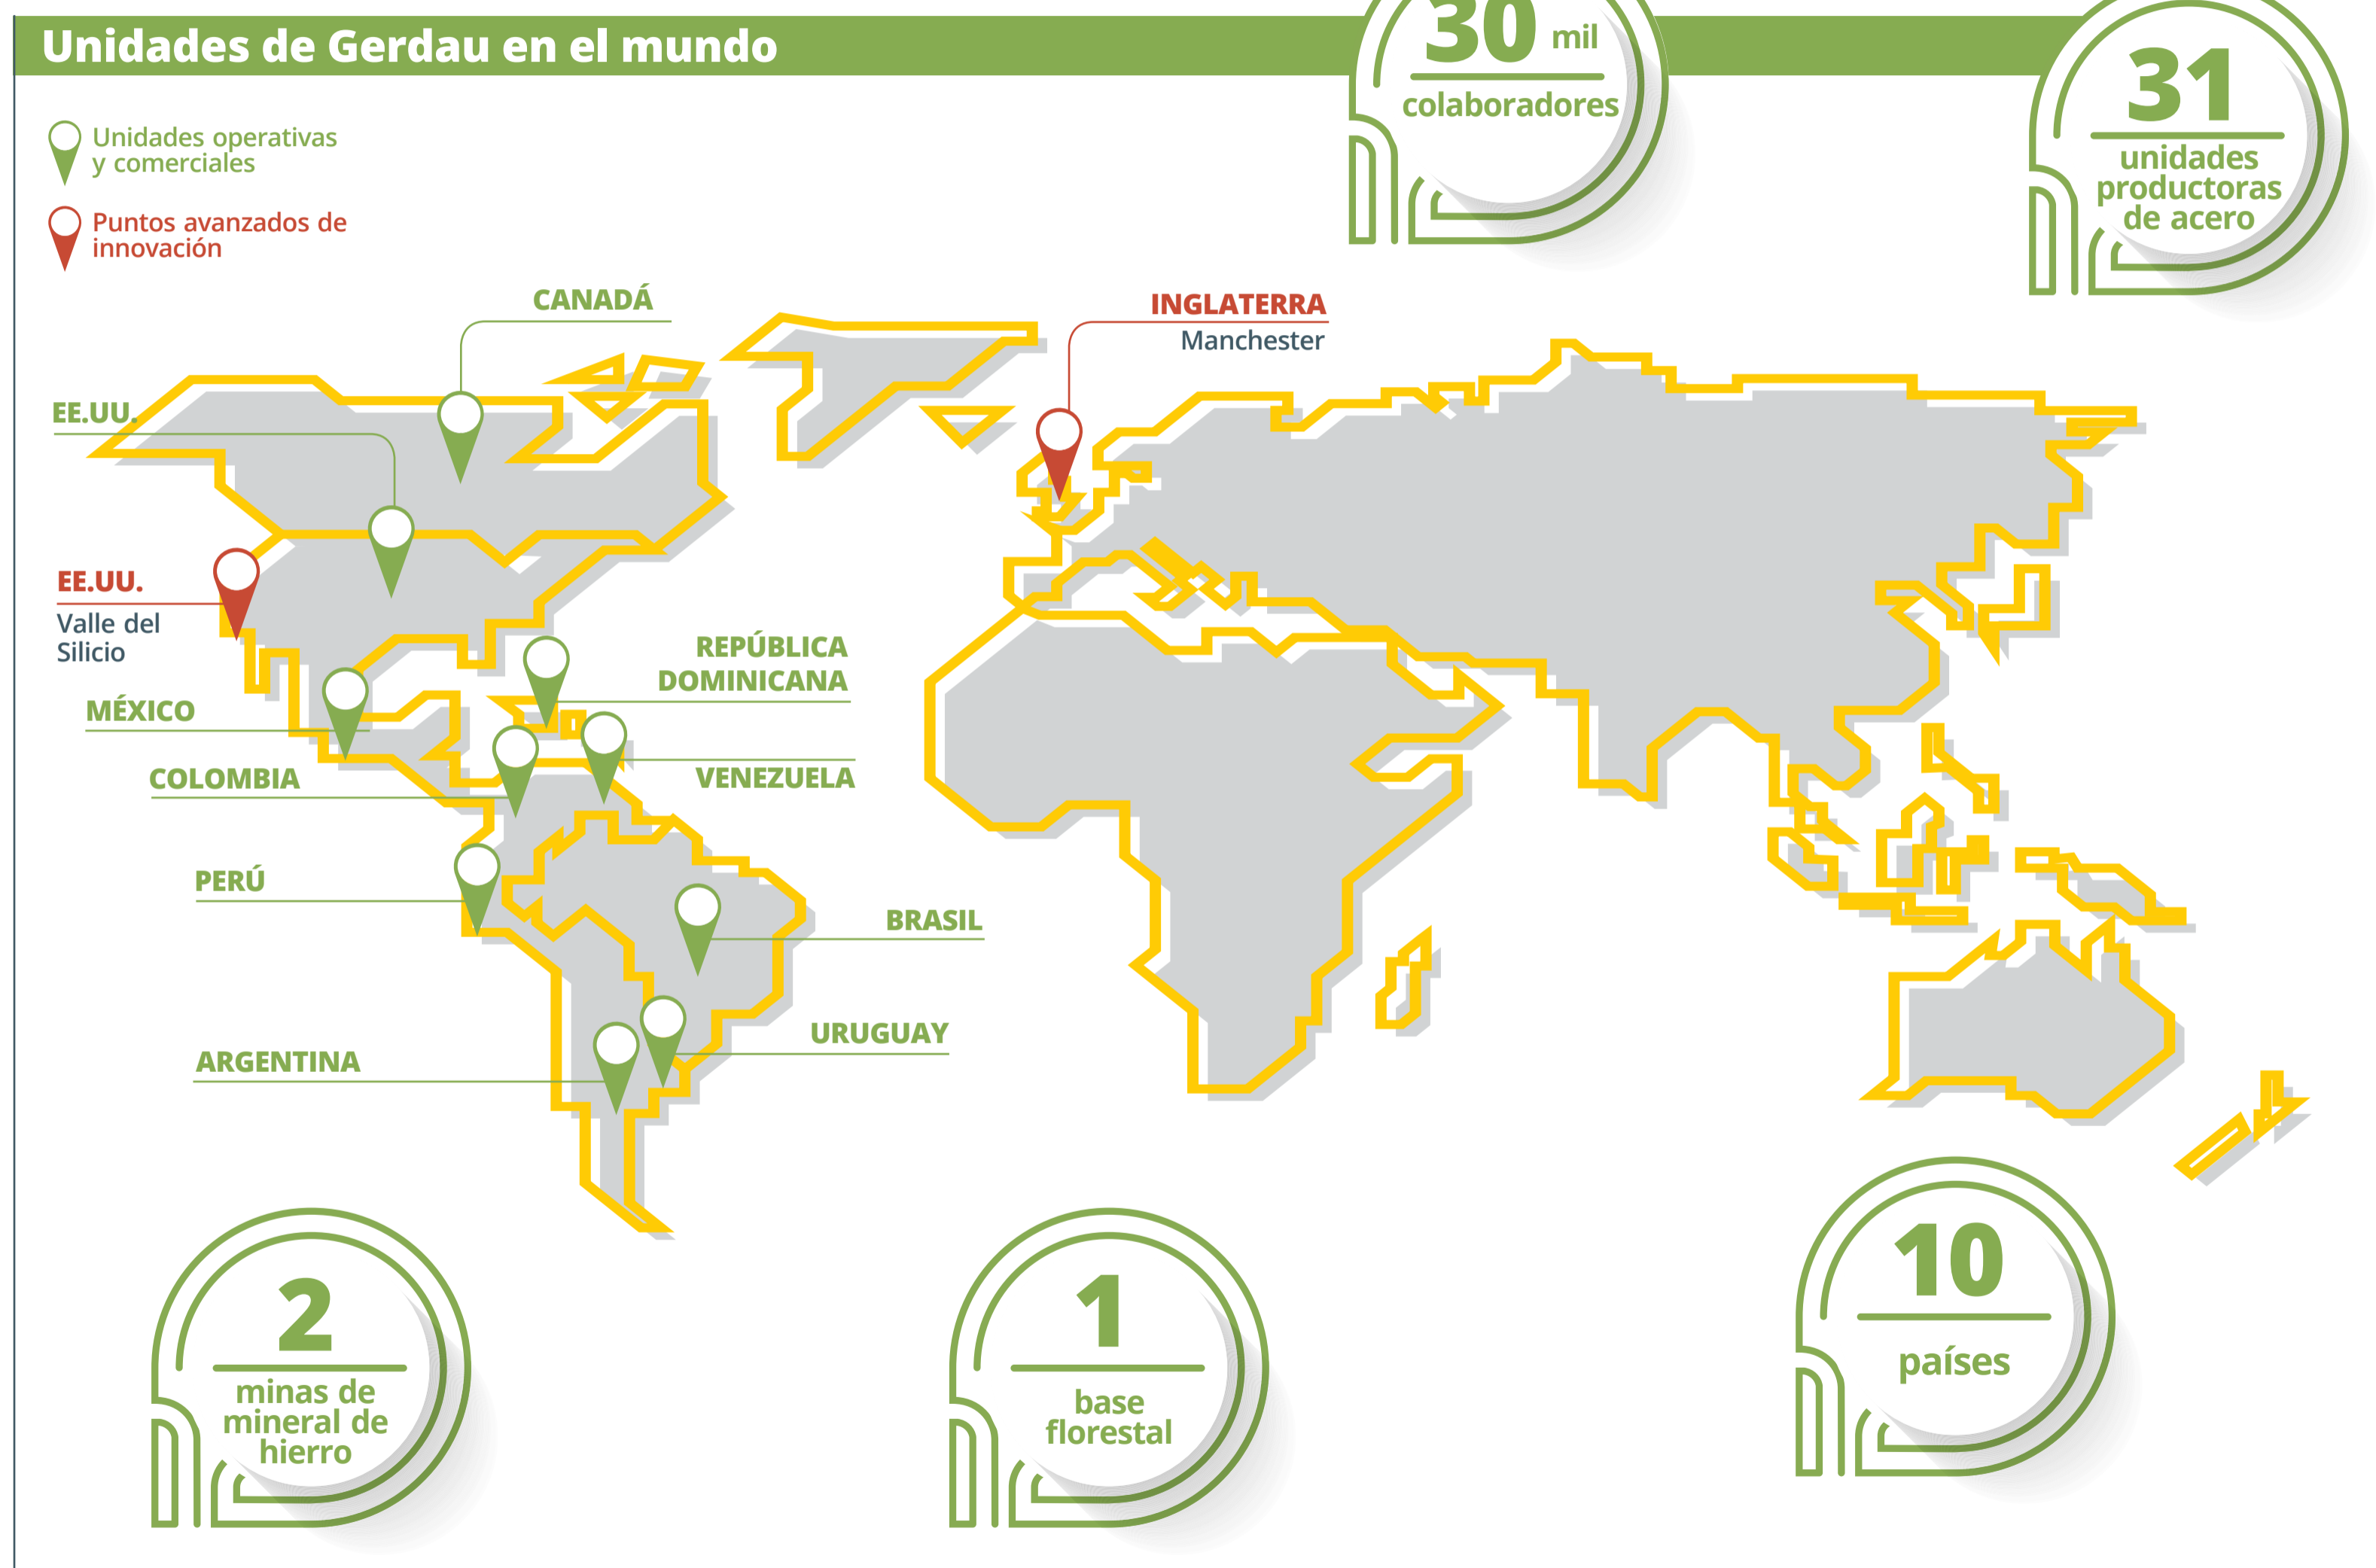 Unidades de Gerdau en el mundo
30 mil
colaboradores
31
unidades
productoras
de acero
Unidades operativas
y comerciales
Puntos avanzados de
innovación
CANADÁ
INGLATERRA
Manchester
EE.UU.
EE.UU.
Valle del
Silicio
REPÚBLICA
DOMINICANA
MÉXICO
COLOMBIA
VENEZUELA
PERÚ
BRASIL
URUGUAY
ARGENTINA
2
minas de
mineral de
hierro
1
base
florestal
10
países